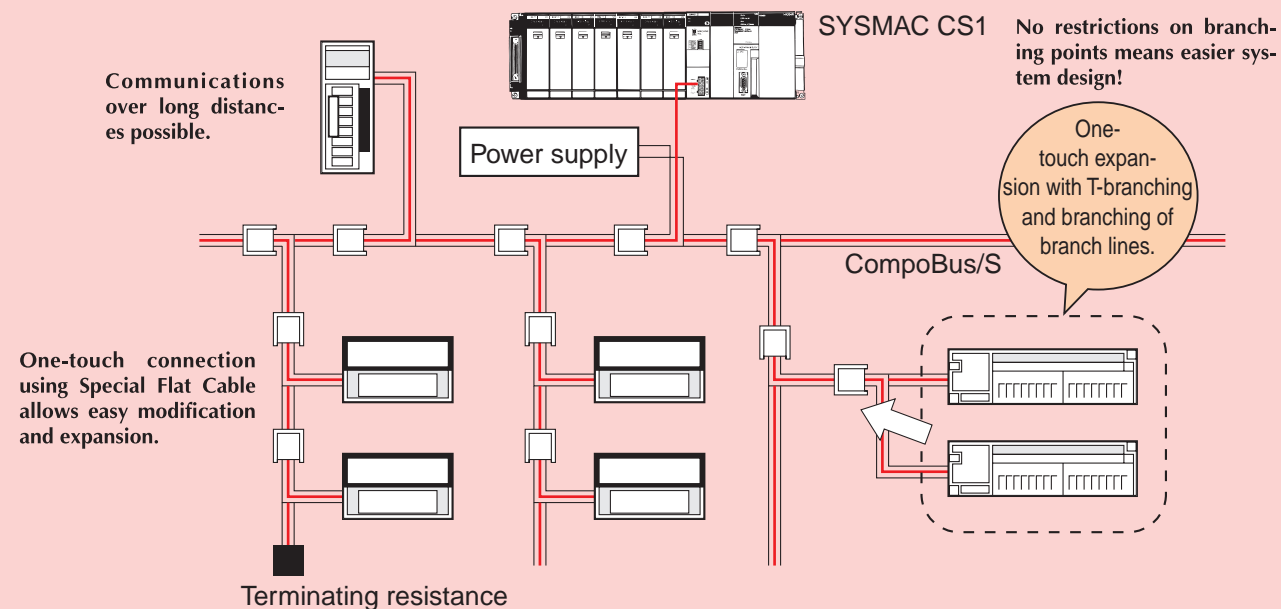 SYSMAC CS1
No restrictions on branch-
ing points means easier sys-
tem design!
Communications
over long distanc-
es possible.
Power supply
One-
touch expan-
sion with T-branching
and branching of
branch lines.
CompoBus/S
One-touch connection
using Special Flat Cable
allows easy modification
and expansion.
Terminating resistance